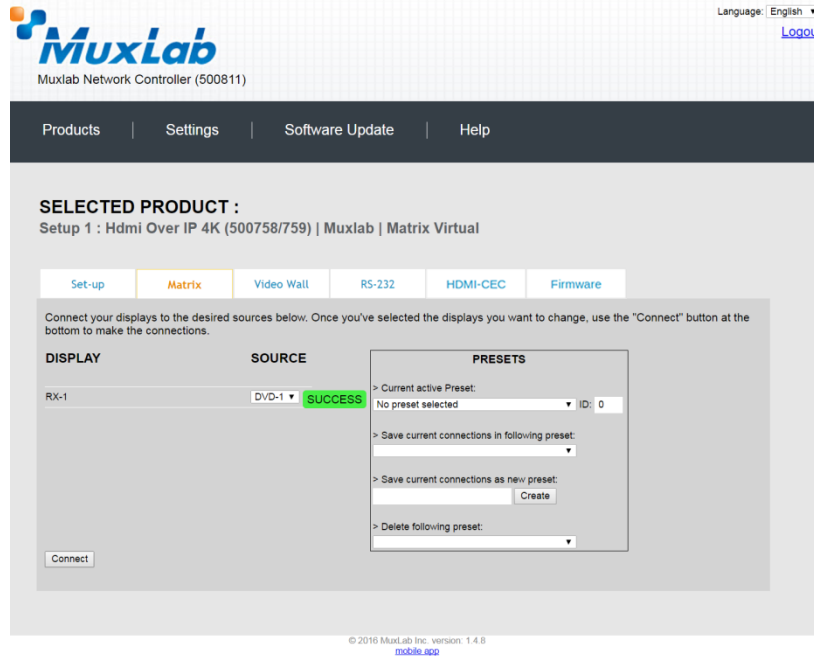 Language: English
Logou
MuxLab
Muxlab Network Controller (500811)
Products | Settings | Software Update | Help
SELECTED PRODUCT :
Setup 1 : Hdmi Over IP 4K (500758/759) | Muxlab | Matrix Virtual
Set-up Matrix Video Wall RS-232 HDMI-CEC Firmware
Connect your displays to the desired sources below. Once you've selected the displays you want to change, use the "Connect" button at the
bottom to make the connections.
DISPLAY SOURCE PRESETS
> Current active Preset:
RX-1 DVD-1 SUCCESS No preset selected ID: 0
> Save current connections in following preset:
> Save current connections as new preset:
Create
> Delete following preset:
Connect
© 2016 MuxLab Inc. version: 1.4.8
mobile app